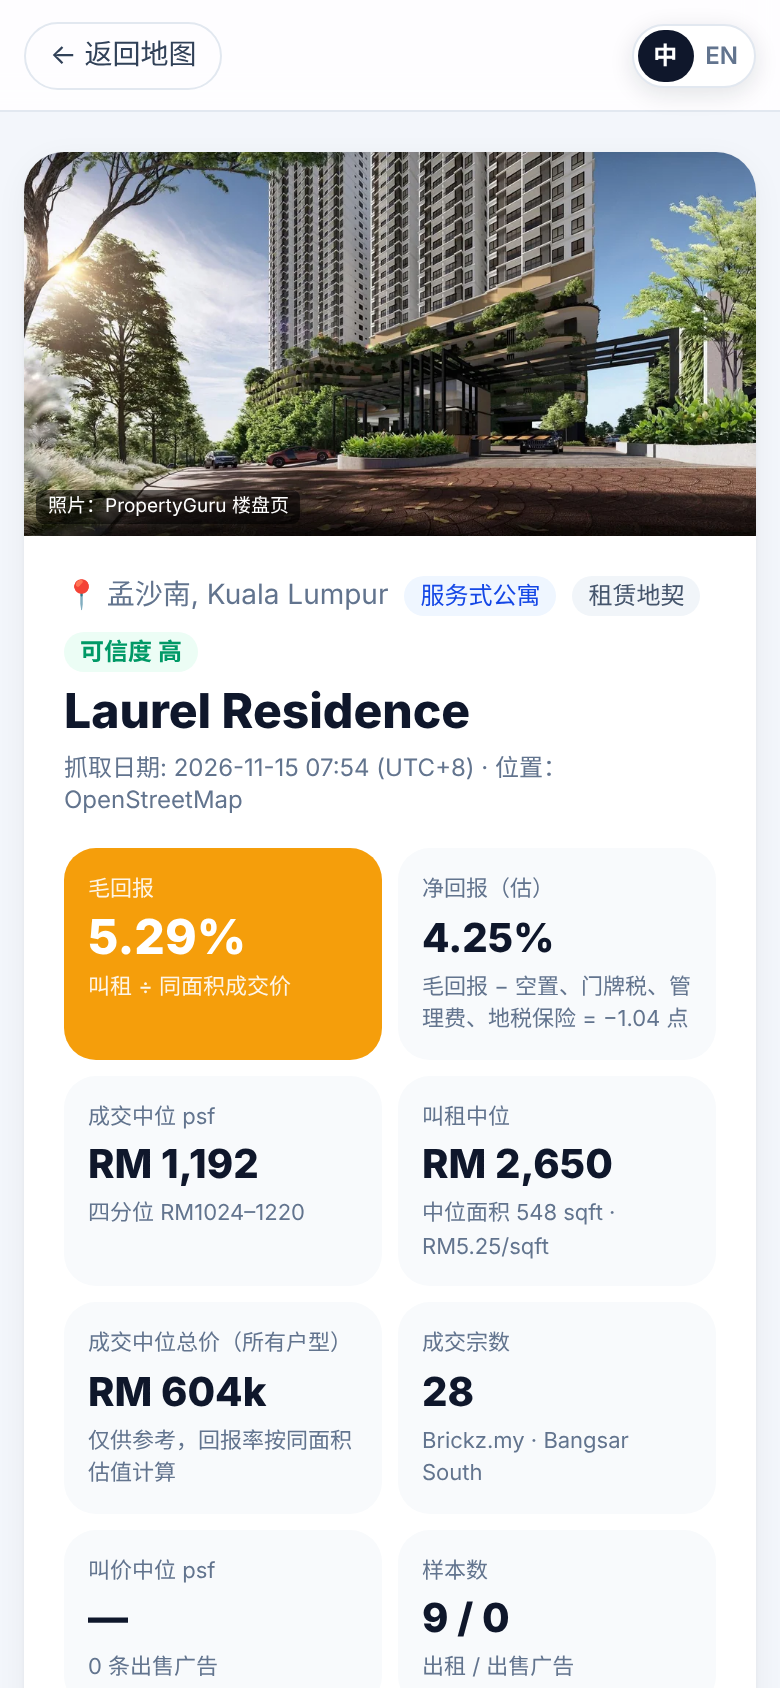 ← 返回地图
中 EN
照片：PropertyGuru 楼盘页
📍 孟沙南, Kuala Lumpur 服务式公寓 租赁地契
可信度 高
Laurel Residence
抓取日期: 2026-11-15 07:54 (UTC+8) · 位置：
OpenStreetMap
毛回报
5.29%
叫租 ÷ 同面积成交价
净回报（估）
4.25%
毛回报 − 空置、门牌税、管
理费、地税保险 = −1.04 点
成交中位 psf
RM 1,192
四分位 RM1024–1220
叫租中位
RM 2,650
中位面积 548 sqft ·
RM5.25/sqft
成交中位总价（所有户型）
RM 604k
仅供参考，回报率按同面积
估值计算
成交宗数
28
Brickz.my · Bangsar
South
叫价中位 psf
—
0 条出售广告
样本数
9 / 0
出租 / 出售广告